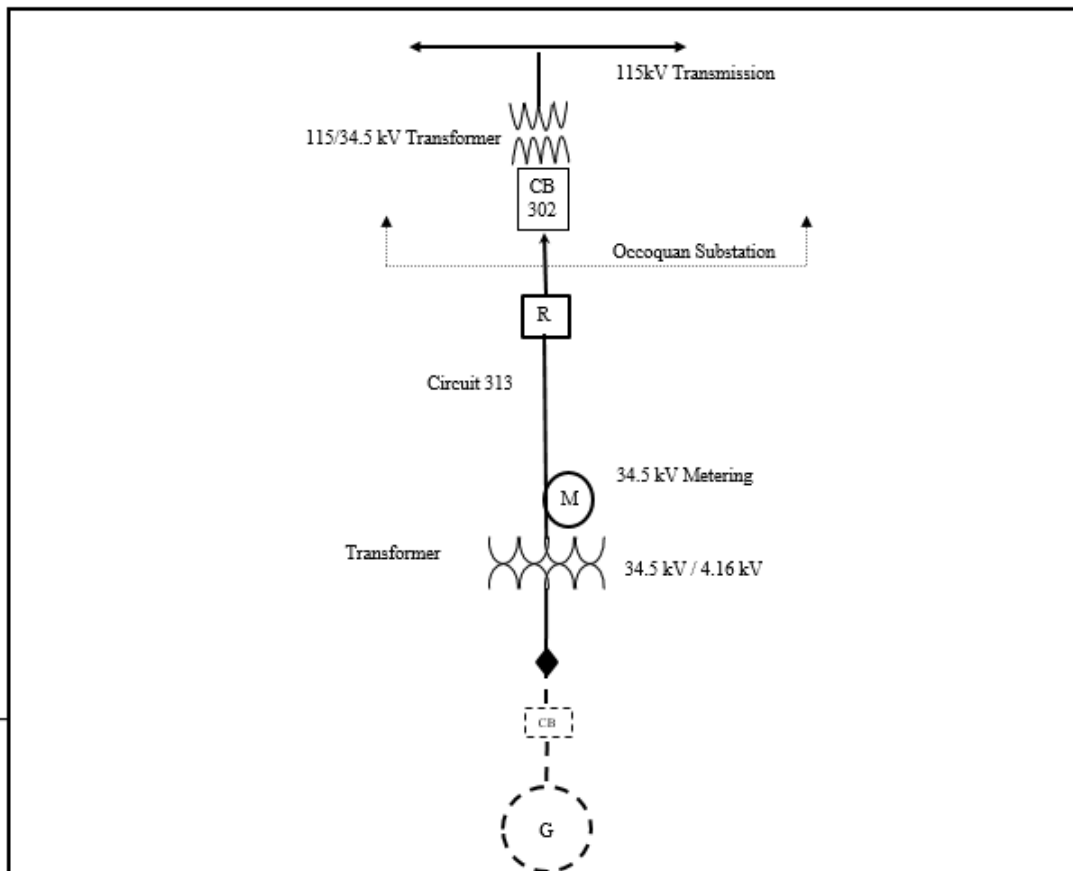 115kV Transmission
115/34.5 kV Transformer
CB
302
Occoquan Substation
R
Circuit 313
34.5 kV Metering
M
Transformer
34.5 kV / 4.16 kV
CB
G